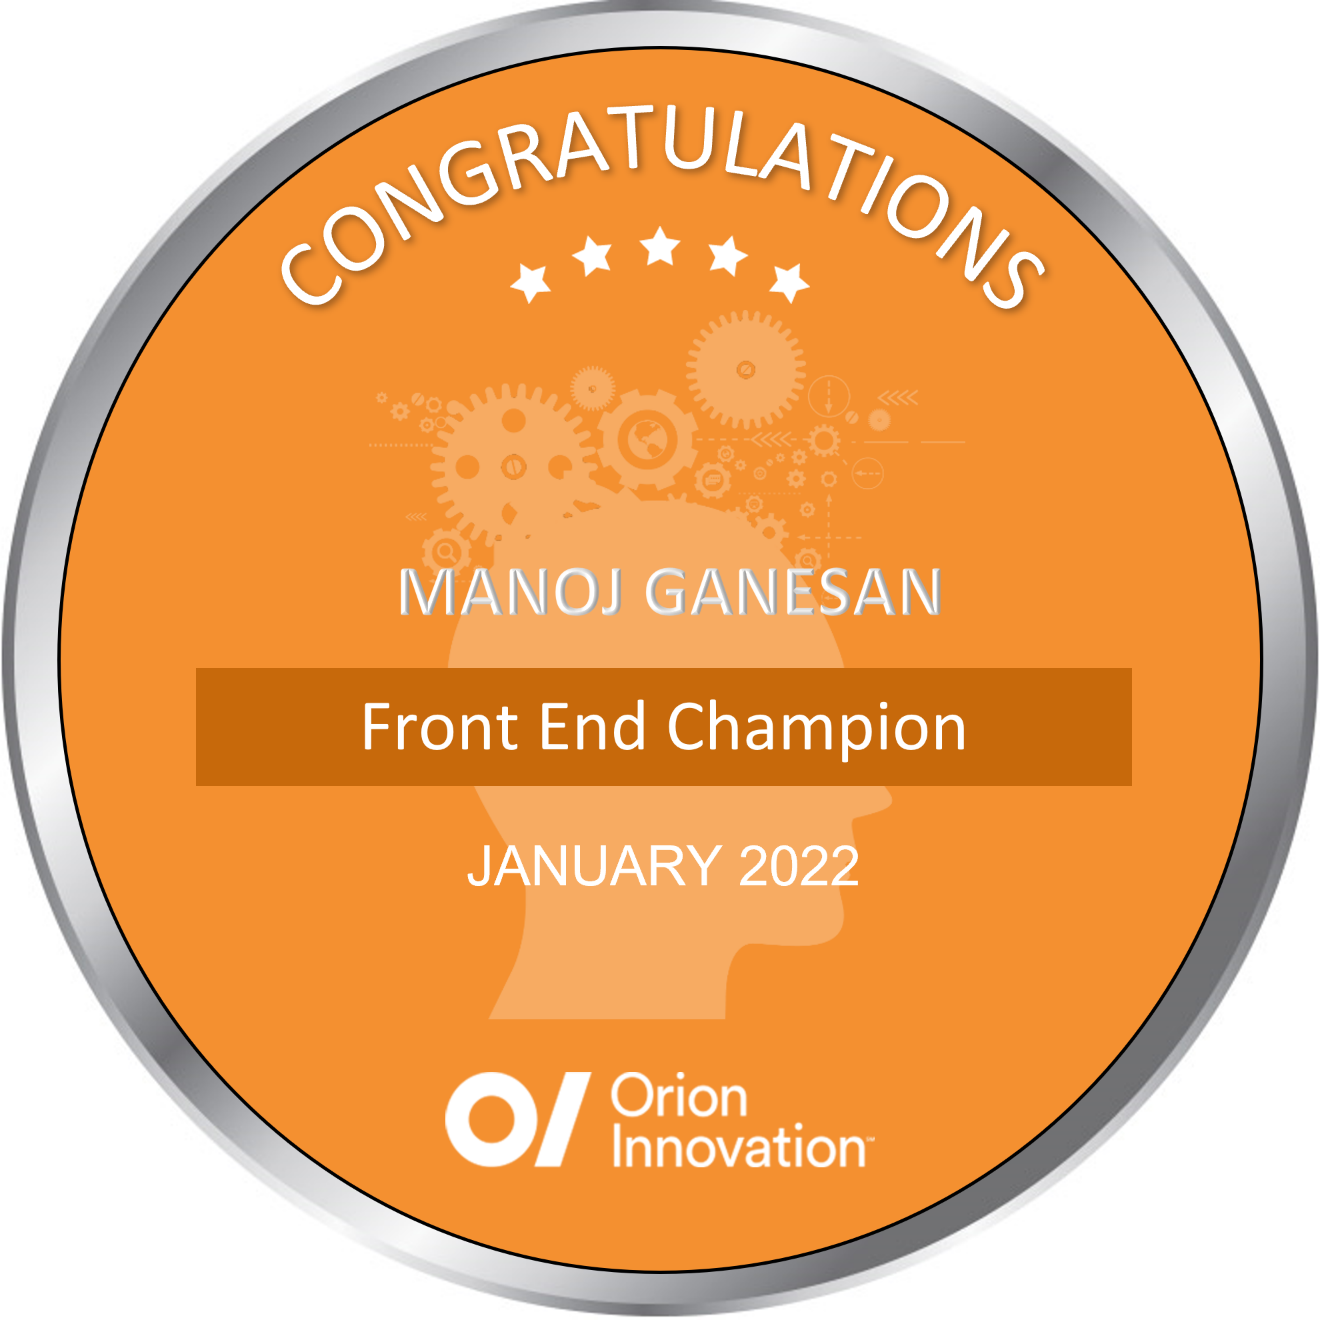 CONGRATULATIONS
MANOJ GANESAN
Front End Champion
JANUARY 2022
Orion
Innovation